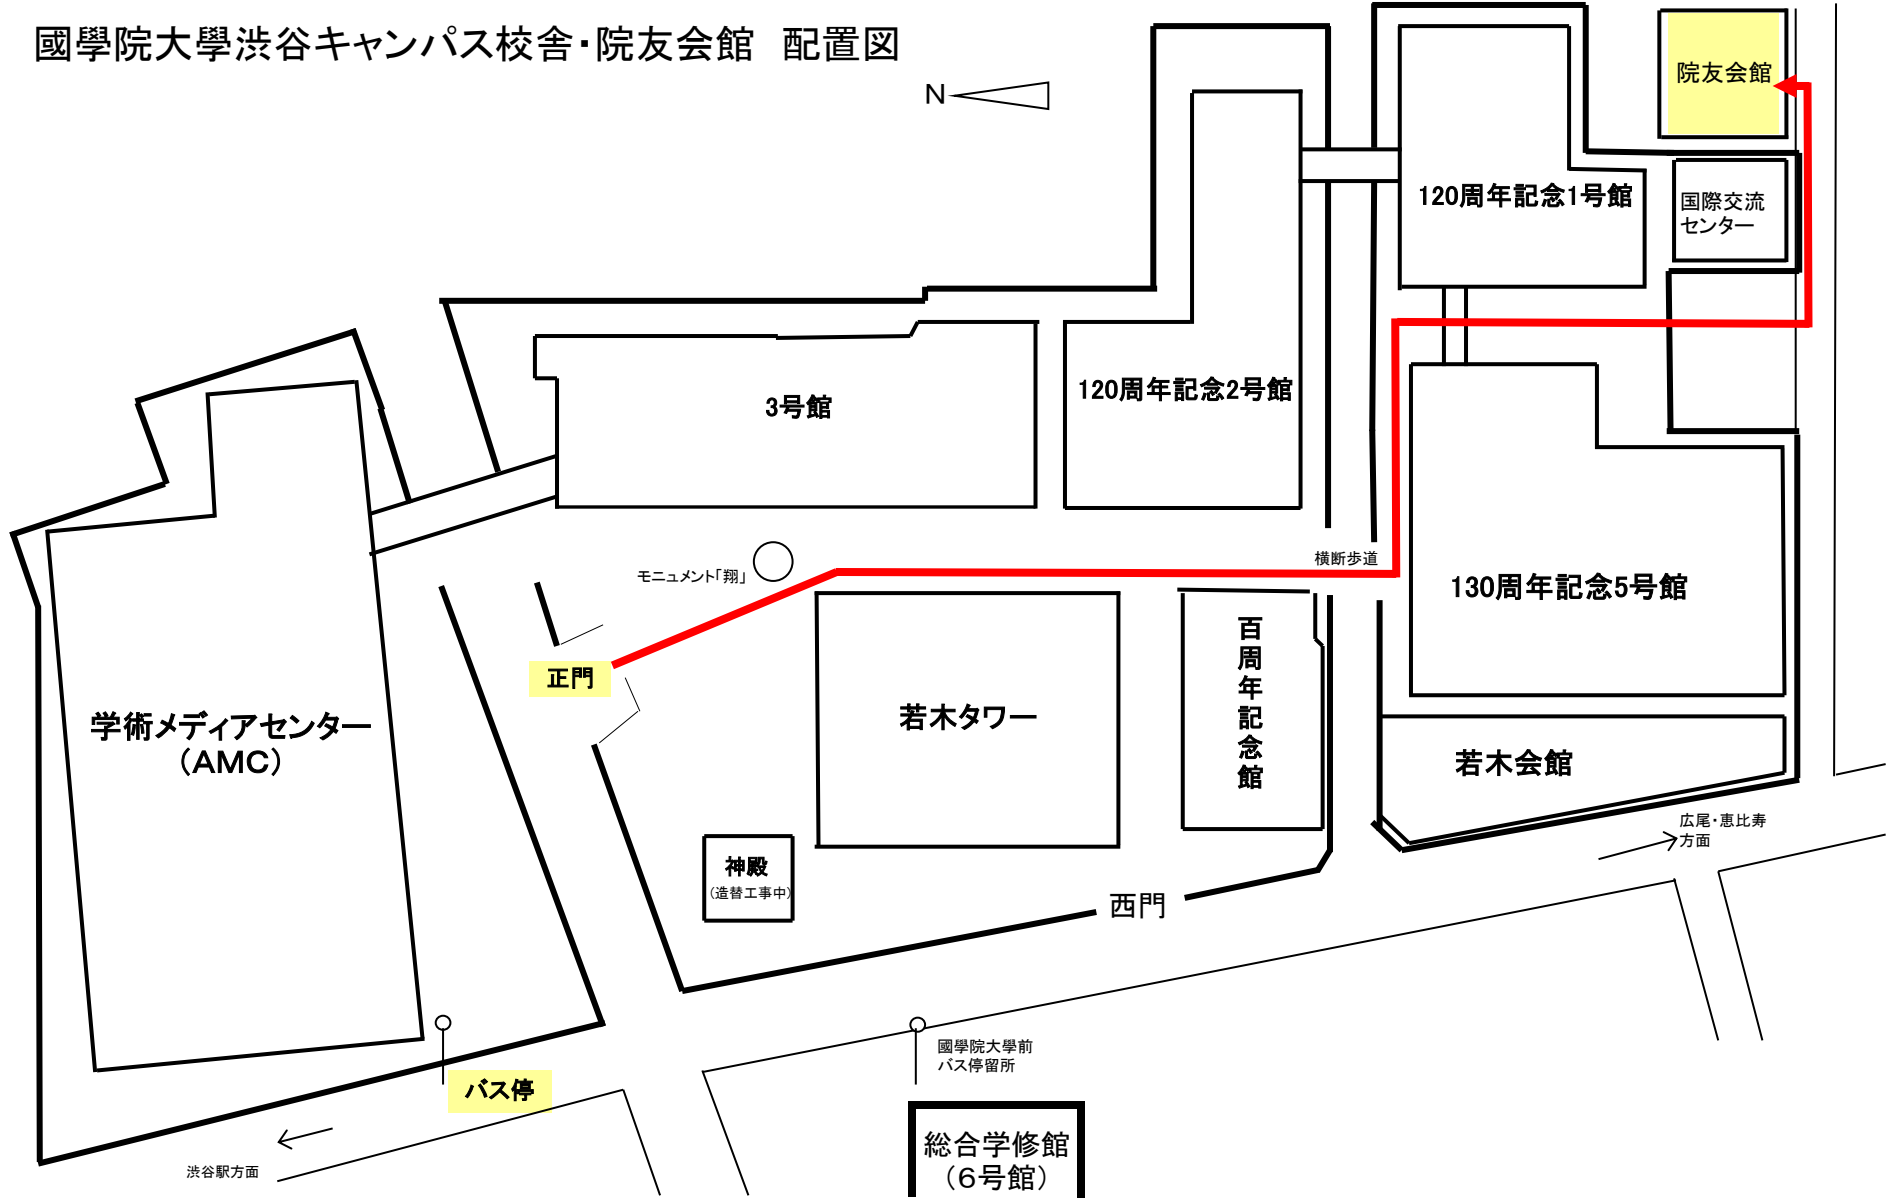 國學院大學渋谷キャンパス校舎・院友会館　配置図
N
院友会館
120周年記念1号館
国際交流
センター
3号館
120周年記念2号館
横断歩道
モニュメント「翔」
130周年記念5号館
正門
百周年記念館
学術メディアセンター
（AMC）
若木タワー
若木会館
広尾・恵比寿
方面
神殿
（造替工事中）
西門
國學院大學前
バス停留所
バス停
渋谷駅方面
総合学修館
（6号館）